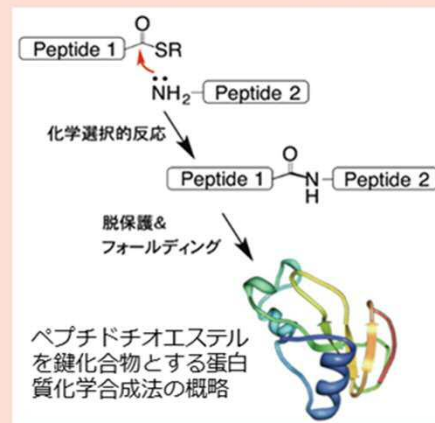 O
Peptide 1
SR
NH2
Peptide 2
化学選択的反応
O
Peptide 1
N
H
Peptide 2
脱保護&
フォールディング
ペプチドチオエステル
を鍵化合物とする蛋白
質化学合成法の概略